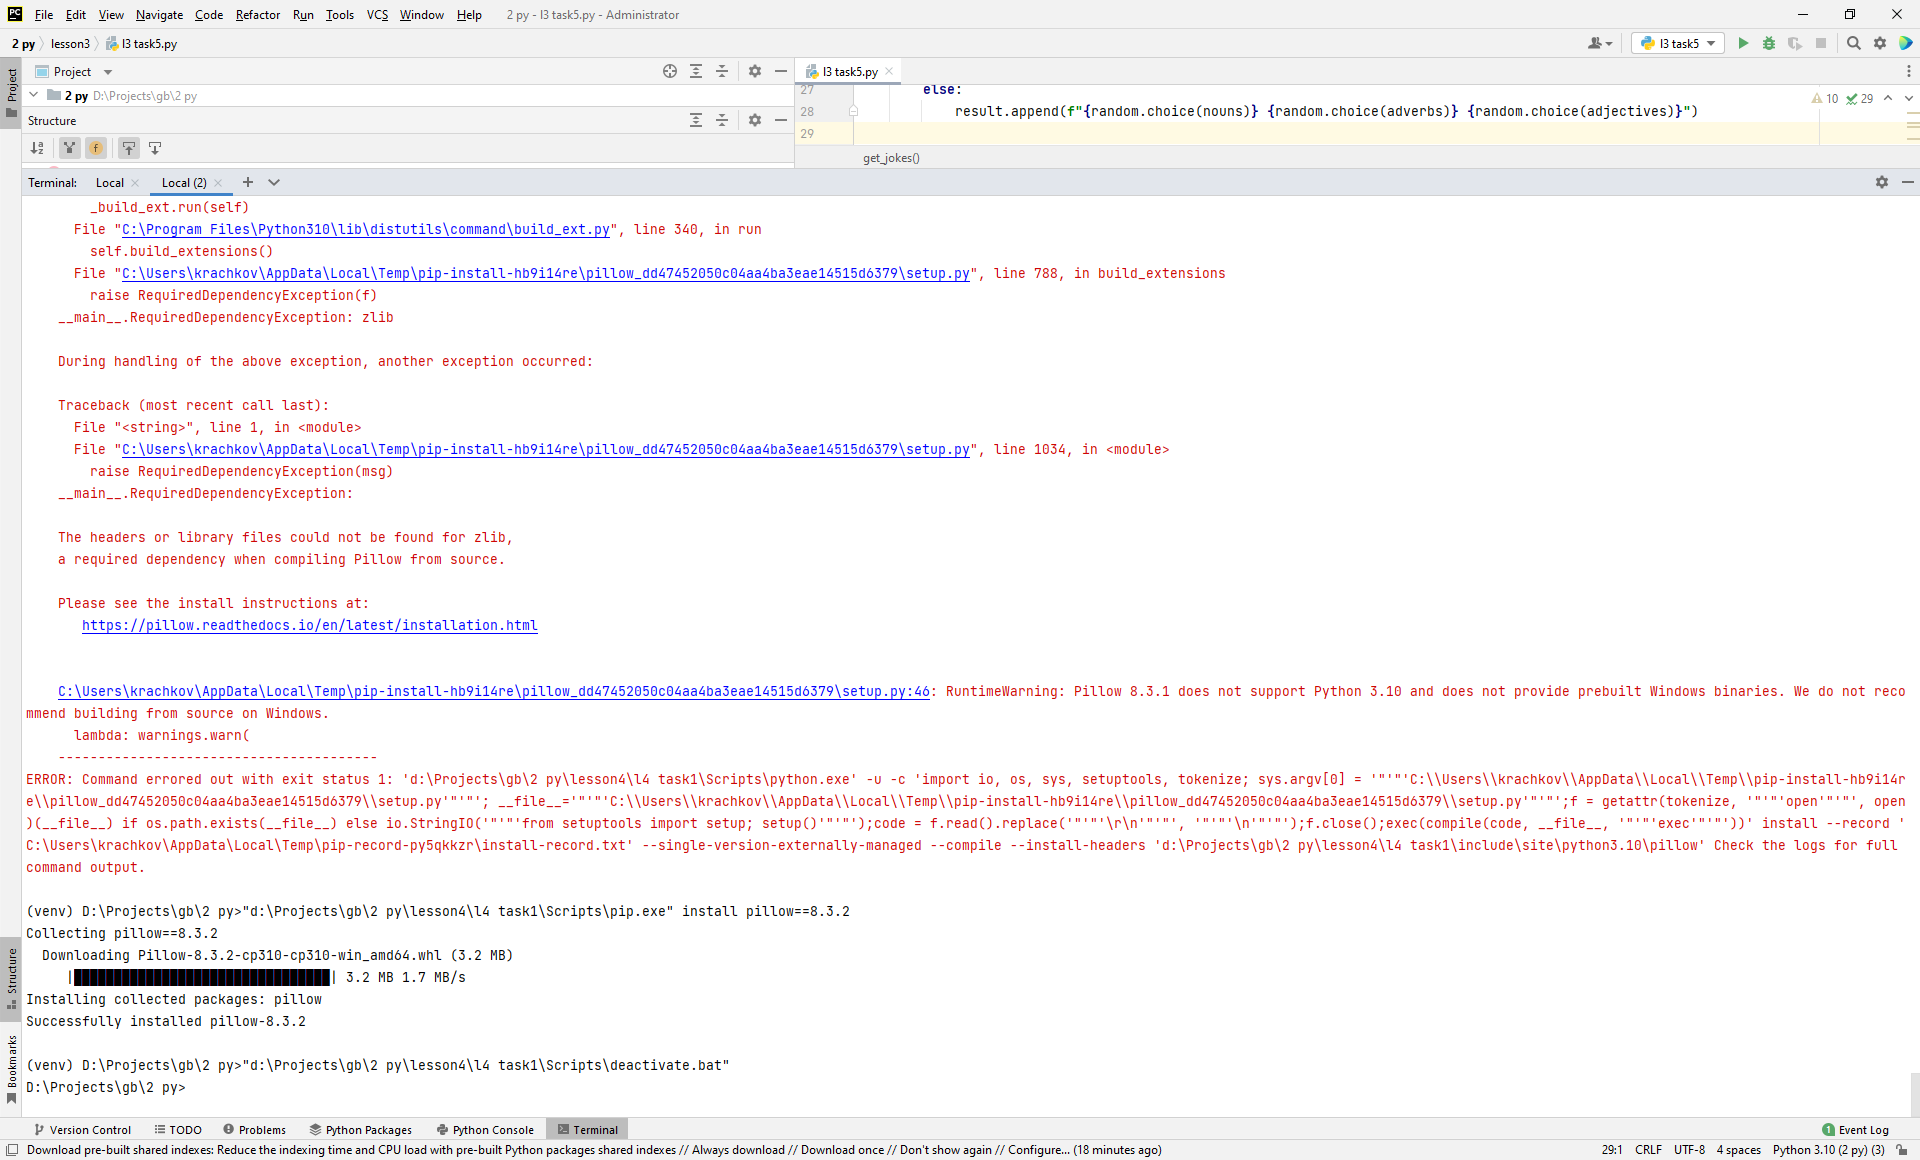 PC File Edit View Navigate Code Refactor Run Tools VCS Window Help 2 py - l3 task5.py - Administrator
2 py lesson3 l3 task5.py l3 task5
Project
Project
l3 task5.py
2 py D:\Projects\gb\2 py
27 else:
10 29
28 result.append(f"{random.choice(nouns)} {random.choice(adverbs)} {random.choice(adjectives)}")
29
Structure
get_jokes()
Terminal: Local Local (2)
_build_ext.run(self)
File "C:\Program Files\Python310\lib\distutils\command\build_ext.py", line 340, in run
self.build_extensions()
File "C:\Users\krachkov\AppData\Local\Temp\pip-install-hb9i14re\pillow_dd47452050c04aa4ba3eae14515d6379\setup.py", line 788, in build_extensions
raise RequiredDependencyException(f)
__main__.RequiredDependencyException: zlib
During handling of the above exception, another exception occurred:
Traceback (most recent call last):
File "<string>", line 1, in <module>
File "C:\Users\krachkov\AppData\Local\Temp\pip-install-hb9i14re\pillow_dd47452050c04aa4ba3eae14515d6379\setup.py", line 1034, in <module>
raise RequiredDependencyException(msg)
__main__.RequiredDependencyException:
The headers or library files could not be found for zlib,
a required dependency when compiling Pillow from source.
Please see the install instructions at:
https://pillow.readthedocs.io/en/latest/installation.html
C:\Users\krachkov\AppData\Local\Temp\pip-install-hb9i14re\pillow_dd47452050c04aa4ba3eae14515d6379\setup.py:46: RuntimeWarning: Pillow 8.3.1 does not support Python 3.10 and does not provide prebuilt Windows binaries. We do not reco
mmend building from source on Windows.
lambda: warnings.warn(
----------------------------------------
ERROR: Command errored out with exit status 1: 'd:\Projects\gb\2 py\lesson4\l4 task1\Scripts\python.exe' -u -c 'import io, os, sys, setuptools, tokenize; sys.argv[0] = '"'"'C:\\Users\\krachkov\\AppData\\Local\\Temp\\pip-install-hb9i14r
e\\pillow_dd47452050c04aa4ba3eae14515d6379\\setup.py'"'"'; __file__='"'"'C:\\Users\\krachkov\\AppData\\Local\\Temp\\pip-install-hb9i14re\\pillow_dd47452050c04aa4ba3eae14515d6379\\setup.py'"'"';f = getattr(tokenize, '"'"'open'"'"', open
)(__file__) if os.path.exists(__file__) else io.StringIO('"'"'from setuptools import setup; setup()'"'"');code = f.read().replace('"'"'\r\n'"'"', '"'"'\n'"'"');f.close();exec(compile(code, __file__, '"'"'exec'"'"'))' install --record '
C:\Users\krachkov\AppData\Local\Temp\pip-record-py5qkkzr\install-record.txt' --single-version-externally-managed --compile --install-headers 'd:\Projects\gb\2 py\lesson4\l4 task1\include\site\python3.10\pillow' Check the logs for full
command output.
(venv) D:\Projects\gb\2 py>"d:\Projects\gb\2 py\lesson4\l4 task1\Scripts\pip.exe" install pillow==8.3.2
Collecting pillow==8.3.2
Downloading Pillow-8.3.2-cp310-cp310-win_amd64.whl (3.2 MB)
|████████████████████████████████| 3.2 MB 1.7 MB/s
Installing collected packages: pillow
Successfully installed pillow-8.3.2
(venv) D:\Projects\gb\2 py>"d:\Projects\gb\2 py\lesson4\l4 task1\Scripts\deactivate.bat"
D:\Projects\gb\2 py>
Structure
Bookmarks
Version Control TODO Problems Python Packages Python Console Terminal 1 Event Log
Download pre-built shared indexes: Reduce the indexing time and CPU load with pre-built Python packages shared indexes // Always download // Download once // Don't show again // Configure... (18 minutes ago) 29:1 CRLF UTF-8 4 spaces Python 3.10 (2 py) (3)